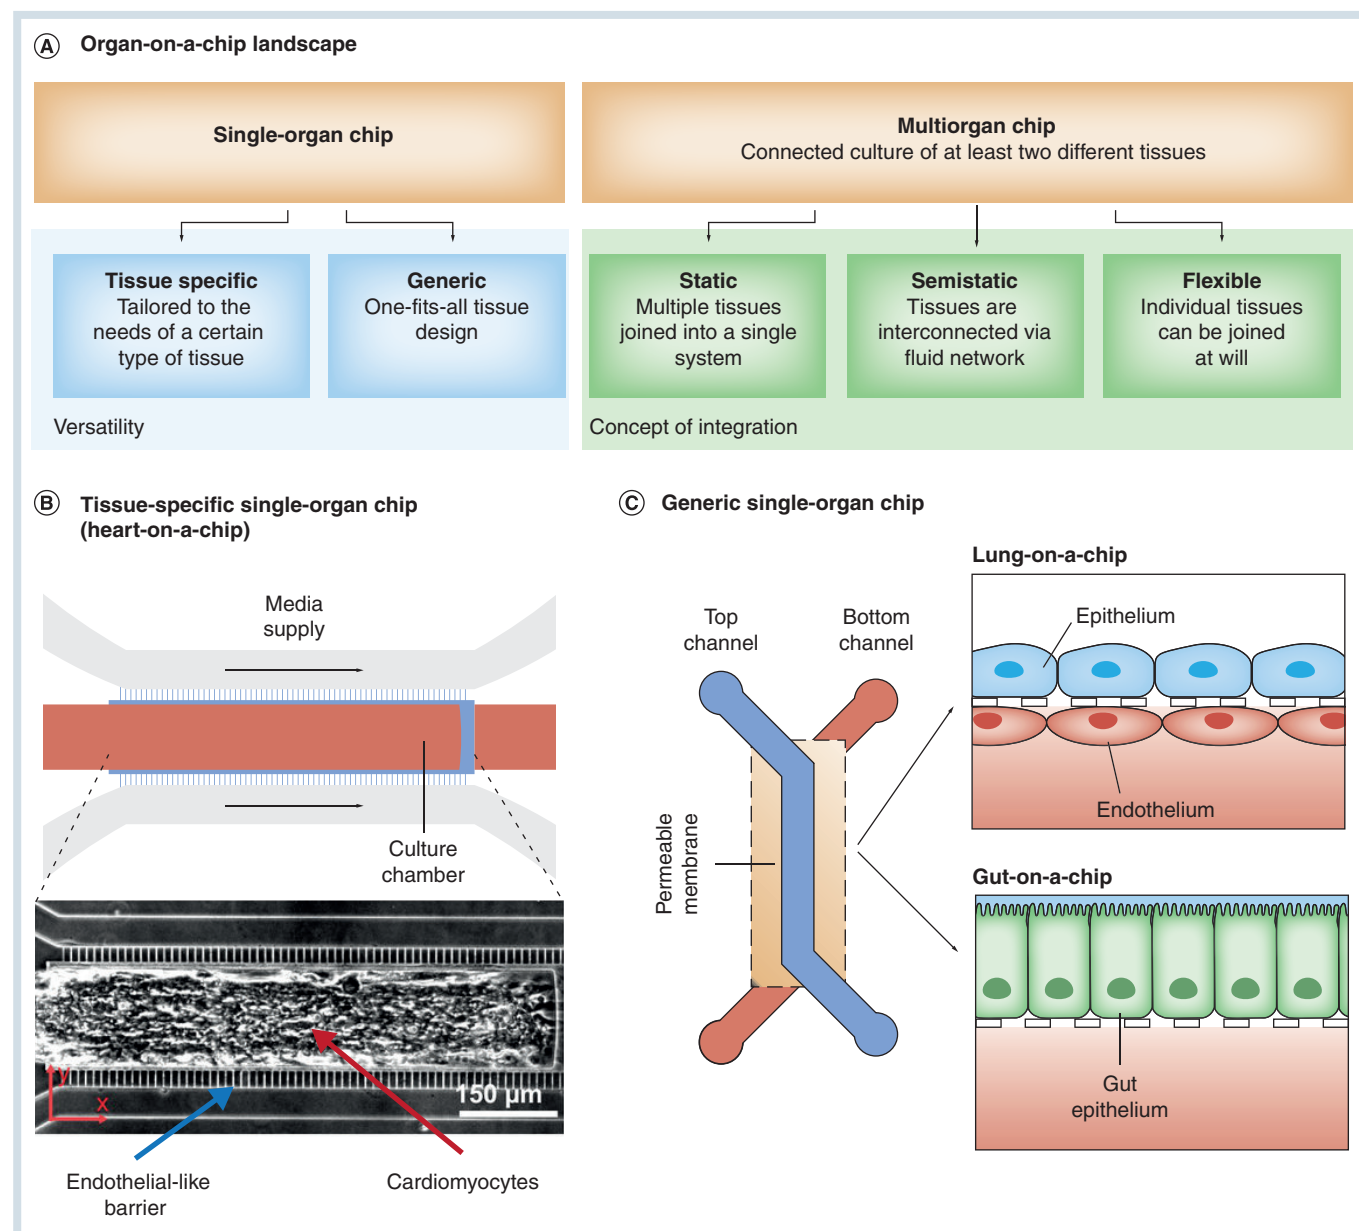 A Organ-on-a-chip landscape
Single-organ chip
Multiorgan chip
Connected culture of at least two different tissues
Tissue specific
Tailored to the
needs of a certain
type of tissue
Generic
One-fits-all tissue
design
Versatility
Static
Multiple tissues
joined into a single
system
Semistatic
Tissues are
interconnected via
fluid network
Flexible
Individual tissues
can be joined
at will
Concept of integration
B Tissue-specific single-organ chip
(heart-on-a-chip)
Media
supply
Culture
chamber
y
x
150 µm
Endothelial-like
barrier
Cardiomyocytes
C Generic single-organ chip
Top
channel
Bottom
channel
Permeable
membrane
Lung-on-a-chip
Epithelium
Endothelium
Gut-on-a-chip
Gut
epithelium